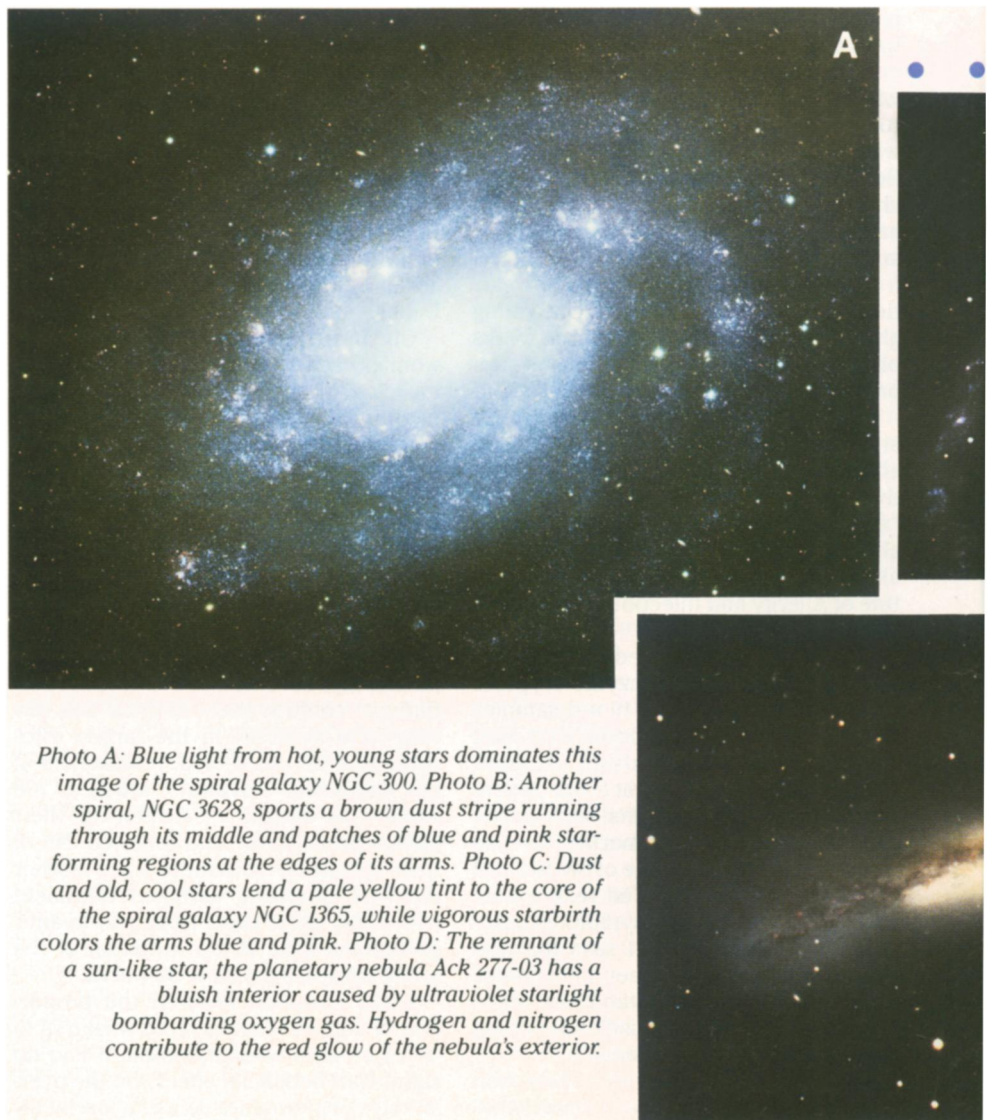 A
Photo A: Blue light from hot, young stars dominates this
image of the spiral galaxy NGC 300. Photo B: Another
spiral, NGC 3628, sports a brown dust stripe running
through its middle and patches of blue and pink star-
forming regions at the edges of its arms. Photo C: Dust
and old, cool stars lend a pale yellow tint to the core of
the spiral galaxy NGC 1365, while vigorous starbirth
colors the arms blue and pink. Photo D: The remnant of
a sun-like star, the planetary nebula Ack 277-03 has a
bluish interior caused by ultraviolet starlight
bombarding oxygen gas. Hydrogen and nitrogen
contribute to the red glow of the nebula's exterior.